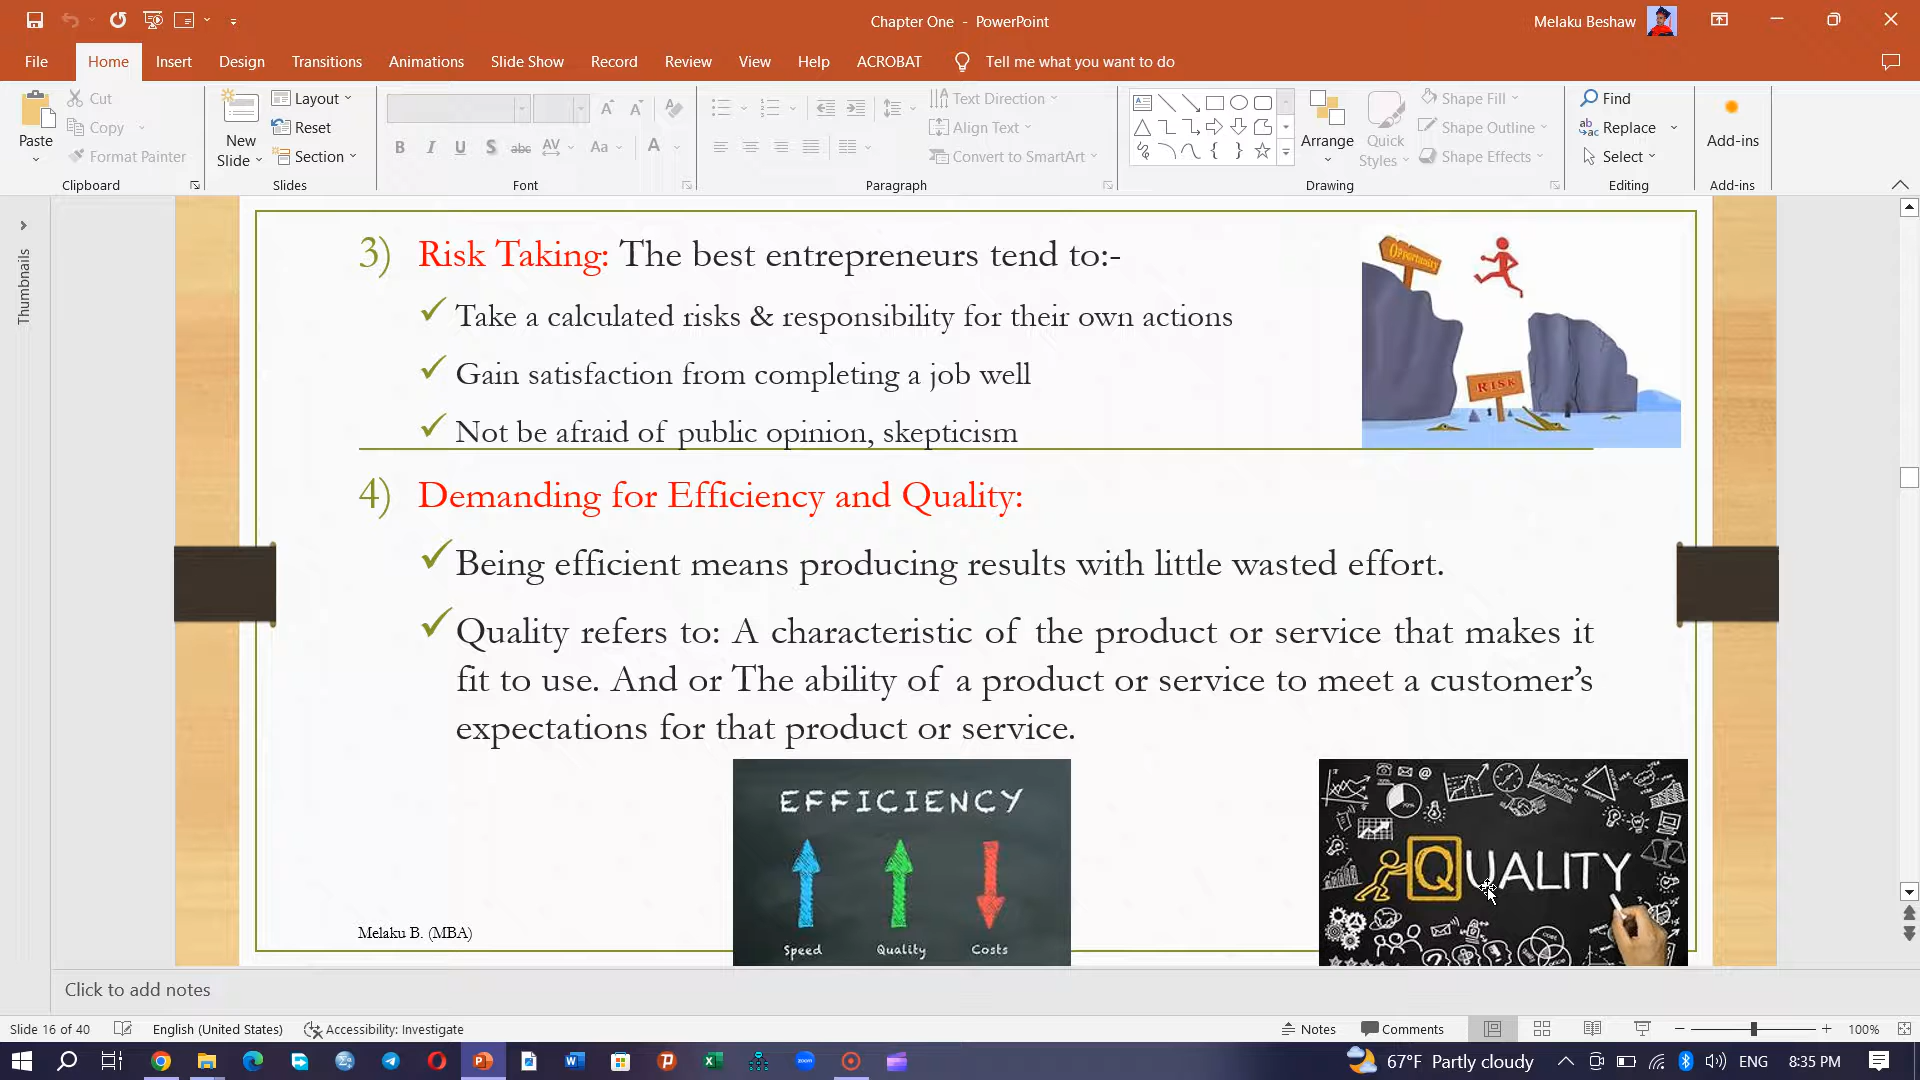 Chapter One - PowerPoint
Melaku Beshaw
File Home Insert Design Transitions Animations Slide Show Record Review View Help ACROBAT Tell me what you want to do
Paste
Cut
Copy
Format Painter
Clipboard
New Slide
Layout
Reset
Section
Slides
B I U S abc AV Aa A
Font
Text Direction
Align Text
Convert to SmartArt
Paragraph
Arrange
Quick Styles
Shape Fill
Shape Outline
Shape Effects
Drawing
Find
Replace
Select
Editing
Add-ins
Add-ins
Thumbnails
3) Risk Taking: The best entrepreneurs tend to:-
Take a calculated risks & responsibility for their own actions
Gain satisfaction from completing a job well
Not be afraid of public opinion, skepticism
Opportunity
RISK
4) Demanding for Efficiency and Quality:
Being efficient means producing results with little wasted effort.
Quality refers to: A characteristic of the product or service that makes it
fit to use. And or The ability of a product or service to meet a customer’s
expectations for that product or service.
EFFICIENCY
Speed Quality Costs
QUALITY
Melaku B. (MBA)
Click to add notes
Slide 16 of 40 English (United States) Accessibility: Investigate Notes Comments 100%
67°F Partly cloudy ENG 8:35 PM